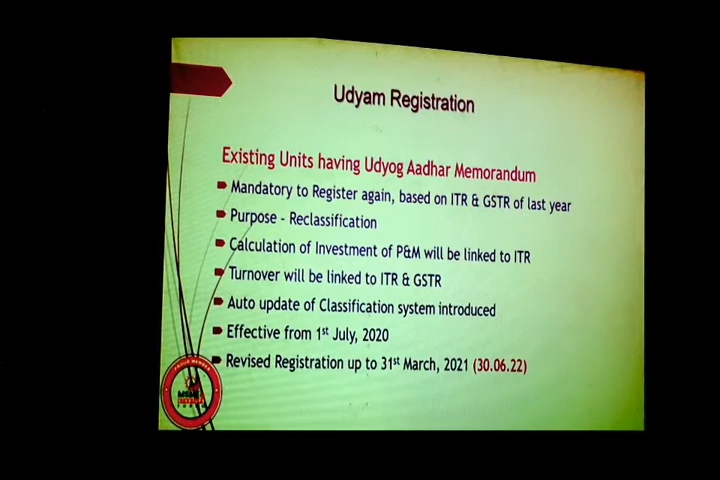 Udyam Registration
Existing Units having Udyog Aadhar Memorandum
Mandatory to Register again, based on ITR & GSTR of last year
Purpose - Reclassification
Calculation of Investment of P&M will be linked to ITR
Turnover will be linked to ITR & GSTR
Auto update of Classification system introduced
Effective from 1st July, 2020
Revised Registration up to 31st March, 2021 (30.06.22)
PROUD MEMBER
MSME